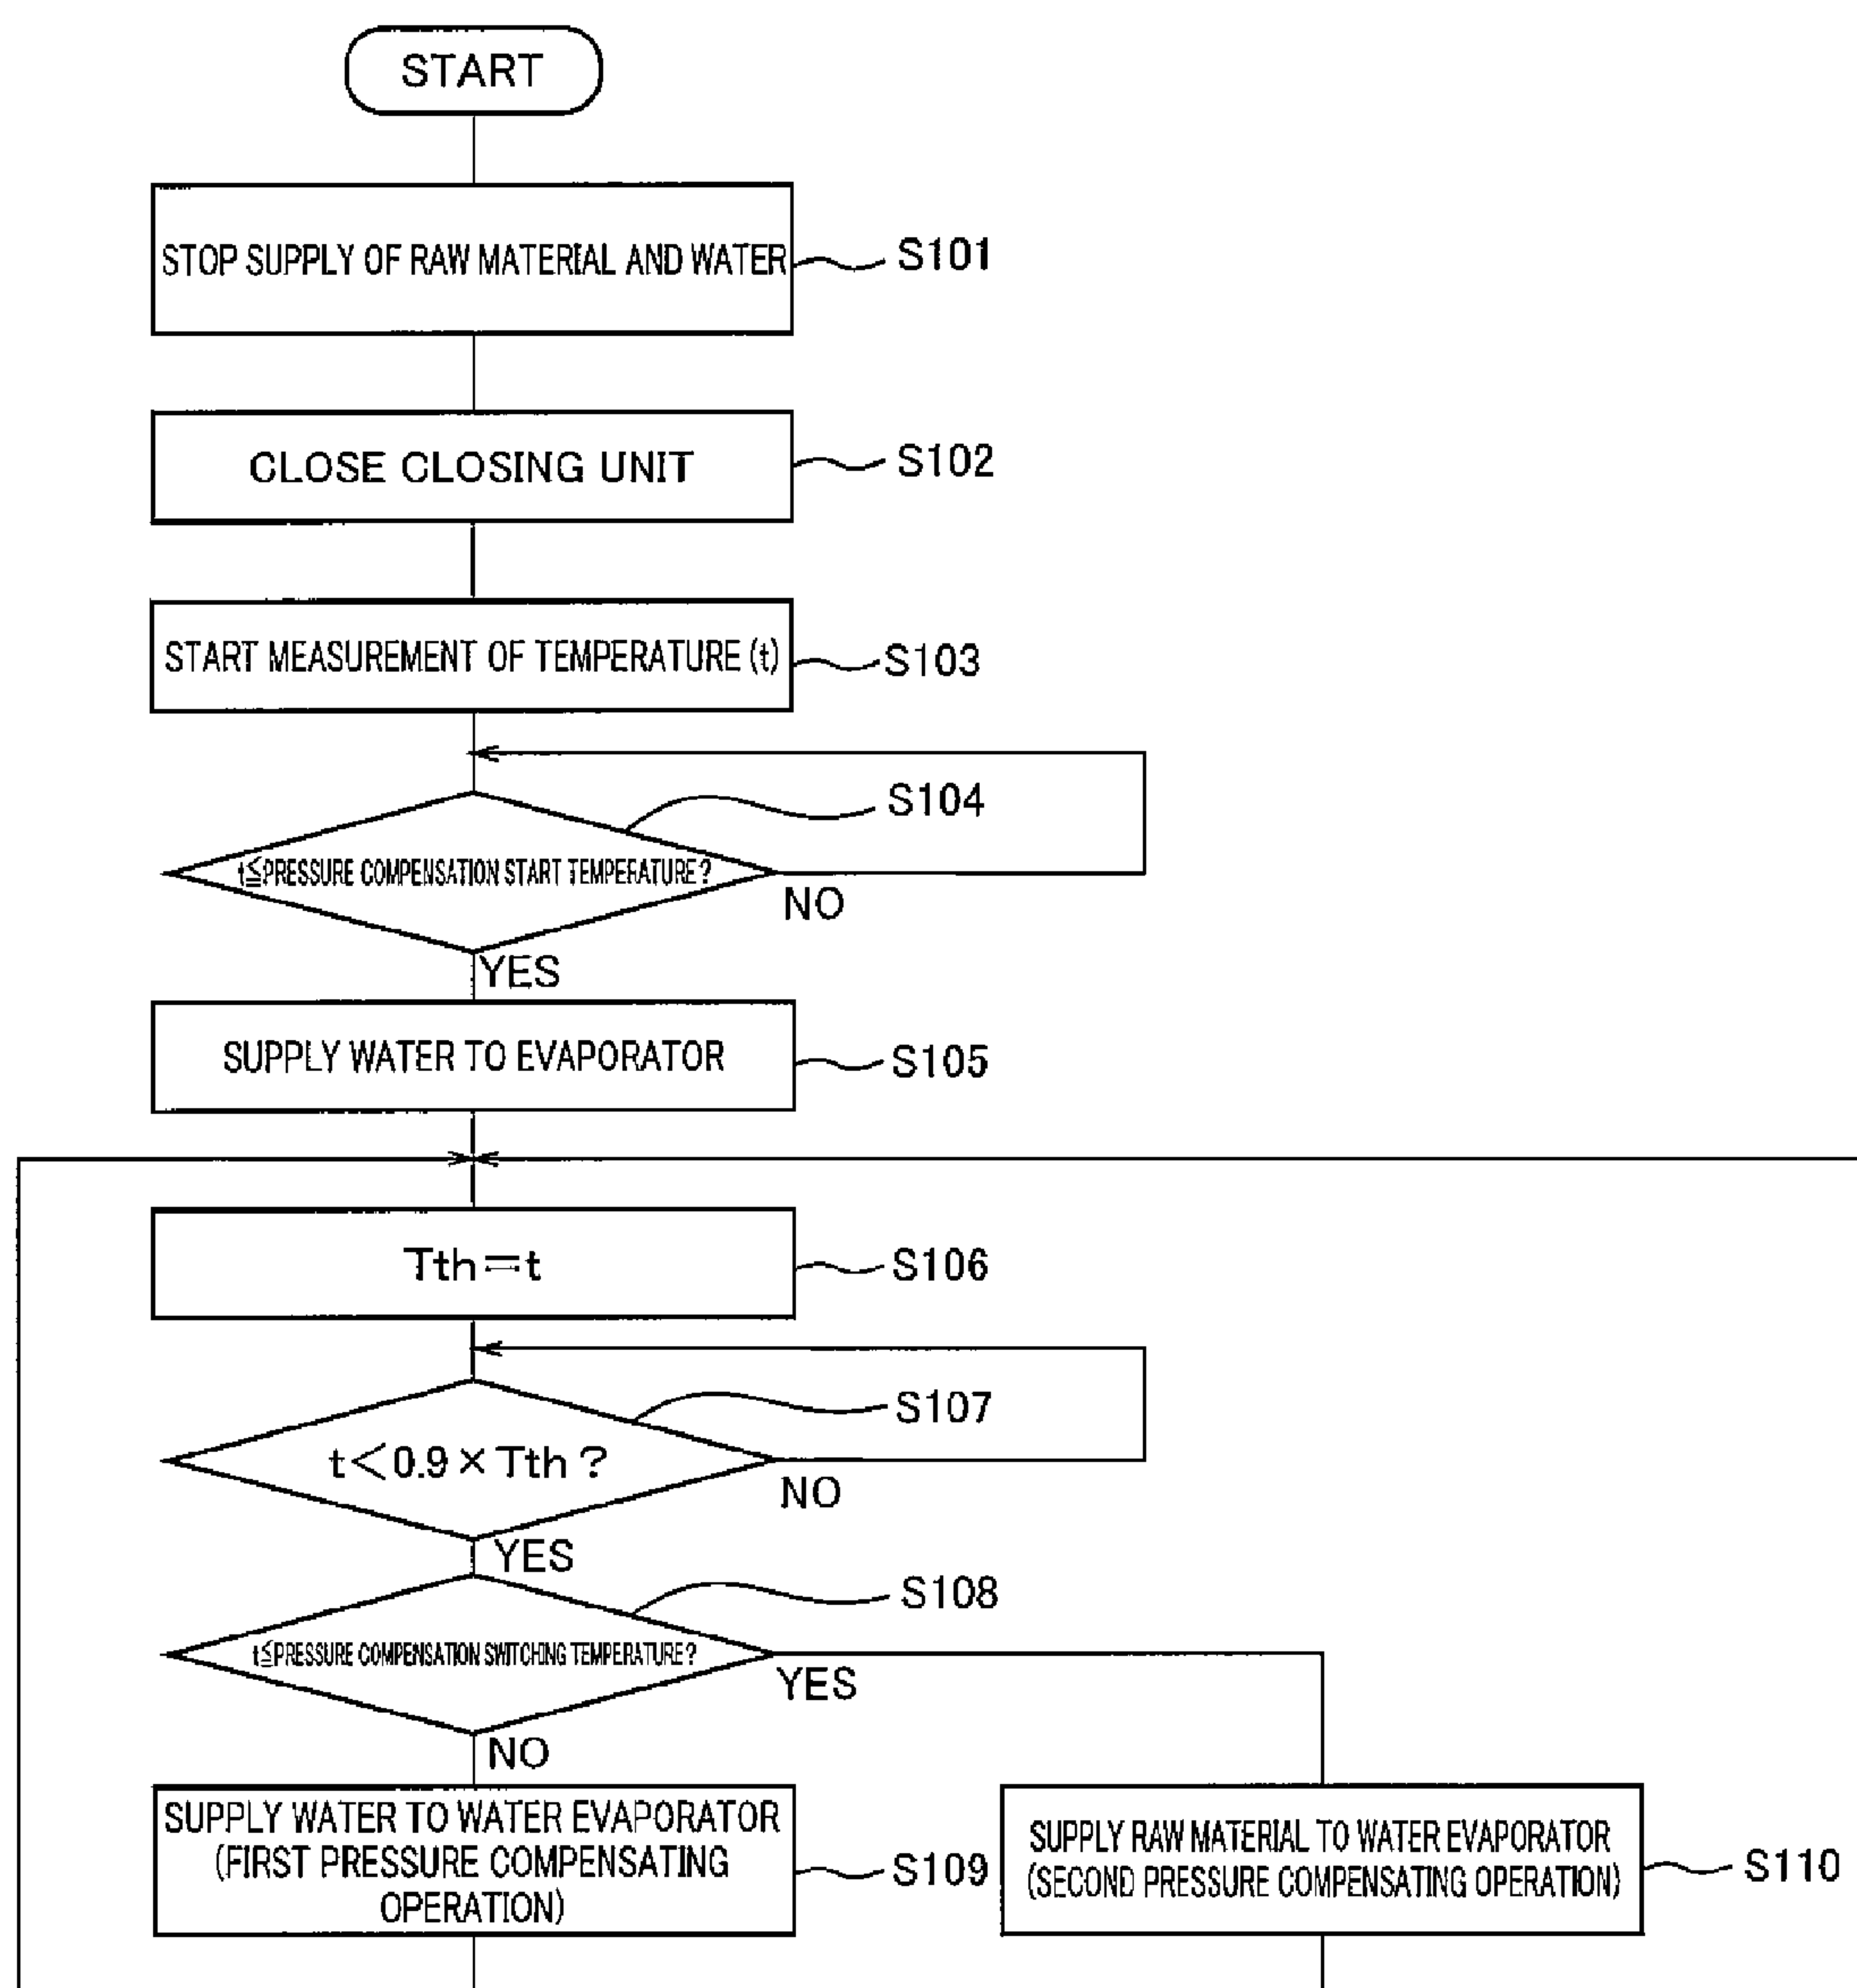 START
STOP SUPPLY OF RAW MATERIAL AND WATER
S101
CLOSE CLOSING UNIT
S102
START MEASUREMENT OF TEMPERATURE (t)
S103
S104
t≦PRESSURE COMPENSATION START TEMPERATURE?
NO
YES
SUPPLY WATER TO EVAPORATOR
S105
Tth=t
S106
S107
t<0.9×Tth?
NO
YES
S108
t≦PRESSURE COMPENSATION SWITCHING TEMPERATURE?
YES
NO
SUPPLY WATER TO WATER EVAPORATOR
(FIRST PRESSURE COMPENSATING
OPERATION)
S109
SUPPLY RAW MATERIAL TO WATER EVAPORATOR
(SECOND PRESSURE COMPENSATING OPERATION)
S110